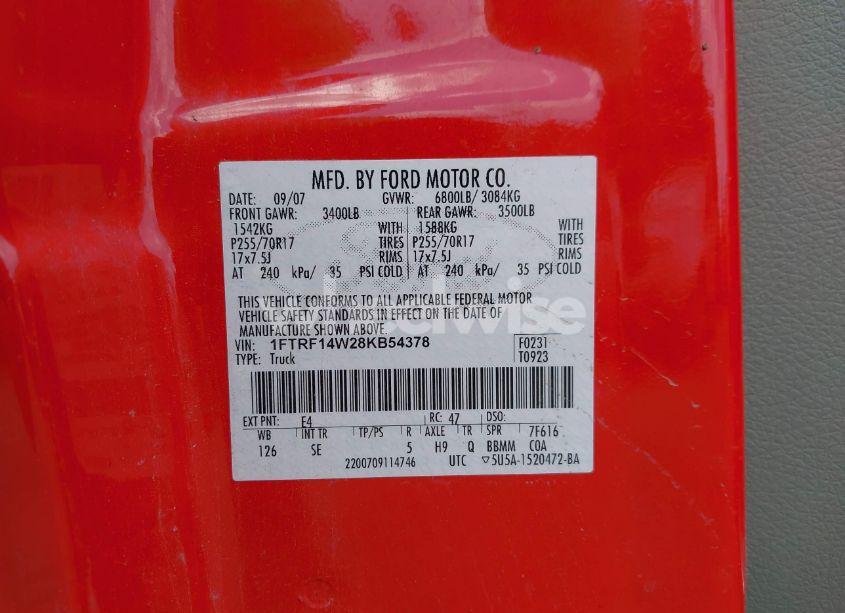 MFD. BY FORD MOTOR CO.
DATE: 09/07 GVWR: 6800LB/ 3084KG
FRONT GAWR: 3400LB REAR GAWR: 3500LB
1542KG WITH 1588KG WITH
P255/70R17 TIRES P255/70R17 TIRES
17x7.5J RIMS 17x7.5J RIMS
AT 240 kPa/ 35 PSI COLD AT 240 kPa/ 35 PSI COLD
THIS VEHICLE CONFORMS TO ALL APPLICABLE FEDERAL MOTOR
VEHICLE SAFETY STANDARDS IN EFFECT ON THE DATE OF
MANUFACTURE SHOWN ABOVE.
VIN: 1FTRF14W28KB54378 F0231
TYPE: Truck T0923
EXT PNT: E4 RC: 47 DSO:
WB INT TR TP/PS R AXLE TR SPR 7F616
126 SE 5 H9 Q BBMM COA
2200709114746 UTC ▽5U5A-1520472-BA